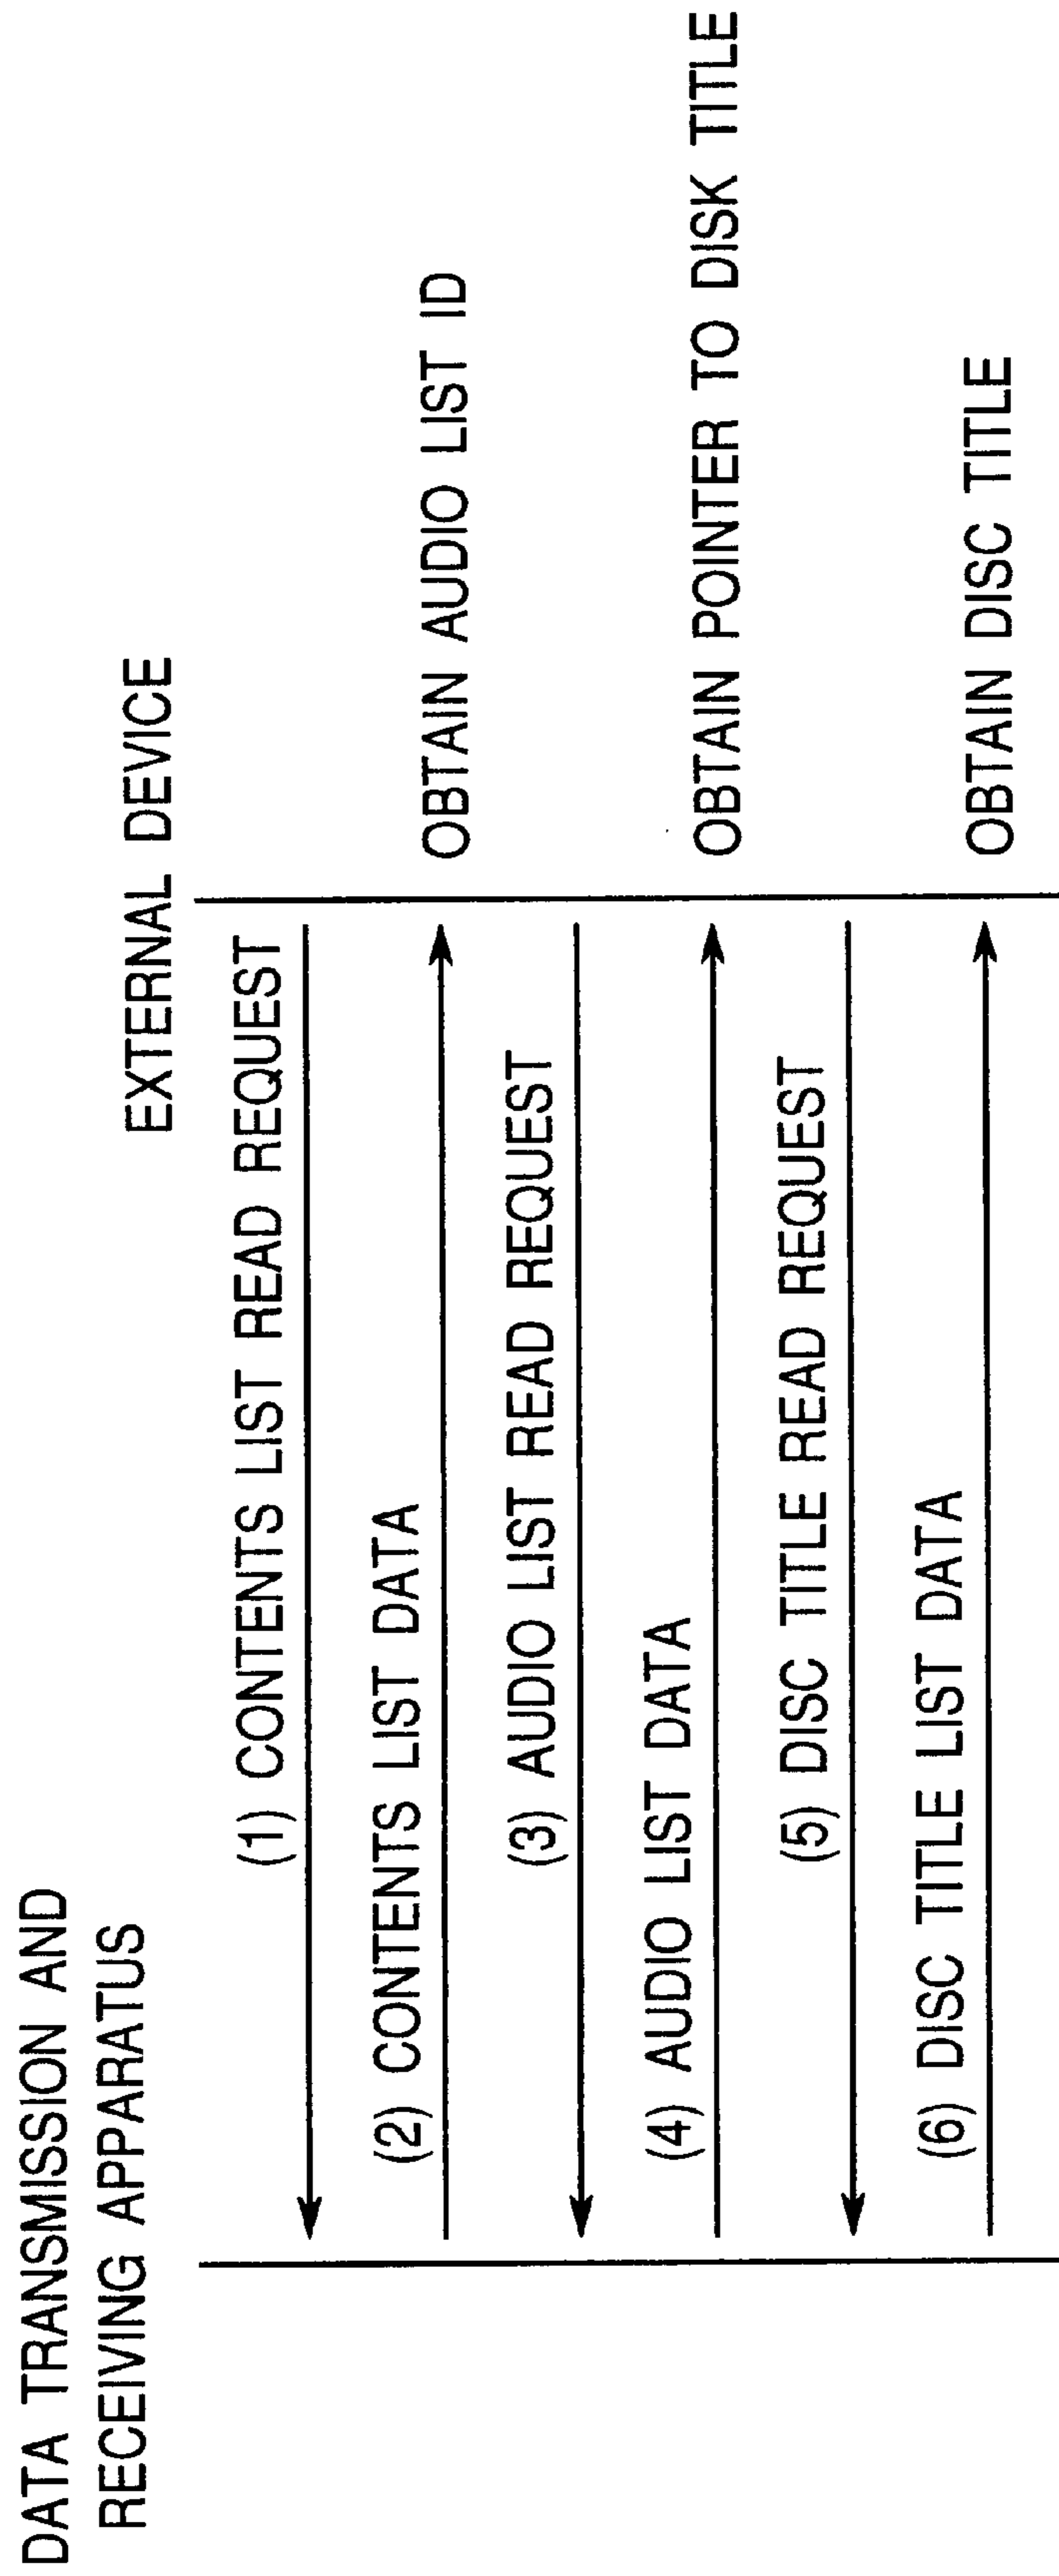 DATA TRANSMISSION AND
RECEIVING APPARATUS
EXTERNAL DEVICE
(1) CONTENTS LIST READ REQUEST
(2) CONTENTS LIST DATA
OBTAIN AUDIO LIST ID
(3) AUDIO LIST READ REQUEST
(4) AUDIO LIST DATA
OBTAIN POINTER TO DISK TITLE
(5) DISC TITLE READ REQUEST
(6) DISC TITLE LIST DATA
OBTAIN DISC TITLE